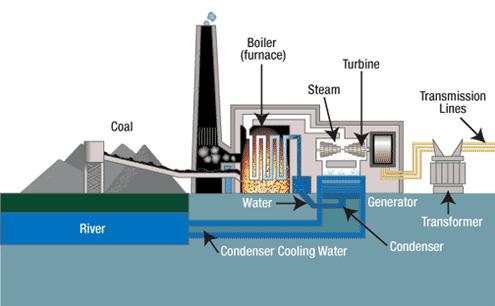 Boiler
(furnace)
Turbine
Steam
Transmission
Lines
Coal
Water
Generator
River
Transformer
Condenser
Condenser Cooling Water